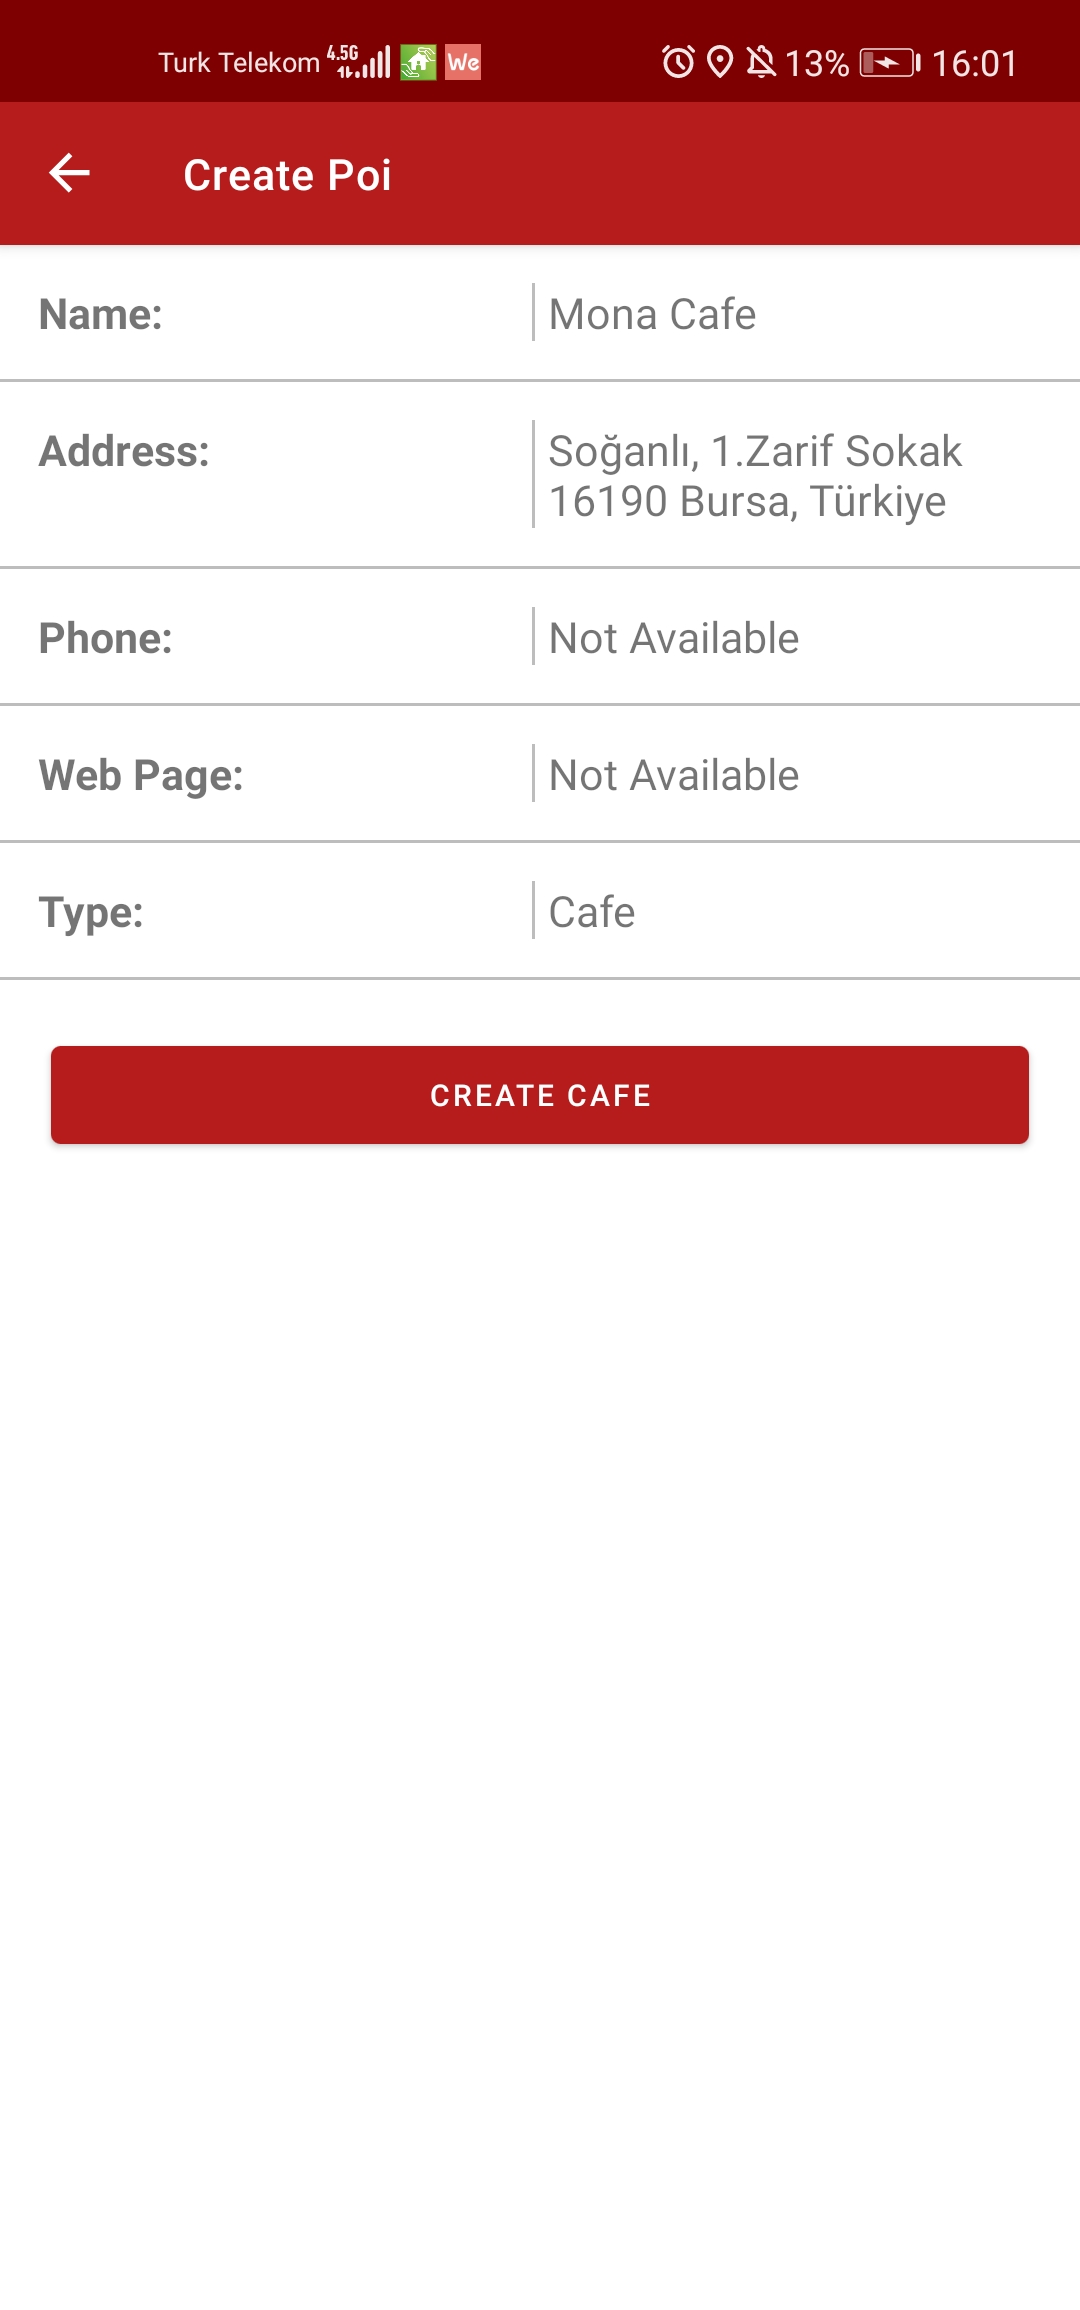 Turk Telekom 4.5G We 13% 16:01
Create Poi
Name: Mona Cafe
Address: Soğanlı, 1.Zarif Sokak
16190 Bursa, Türkiye
Phone: Not Available
Web Page: Not Available
Type: Cafe
CREATE CAFE